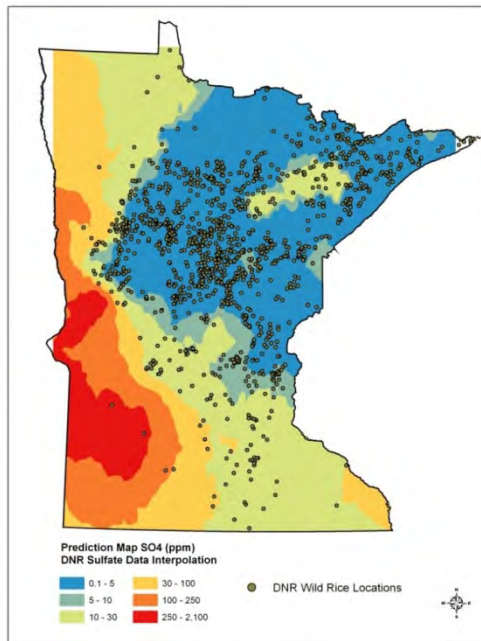 Prediction Map SO4 (ppm)
DNR Sulfate Data Interpolation
0.1 - 5
5 - 10
10 - 30
30 - 100
100 - 250
250 - 2,100
DNR Wild Rice Locations